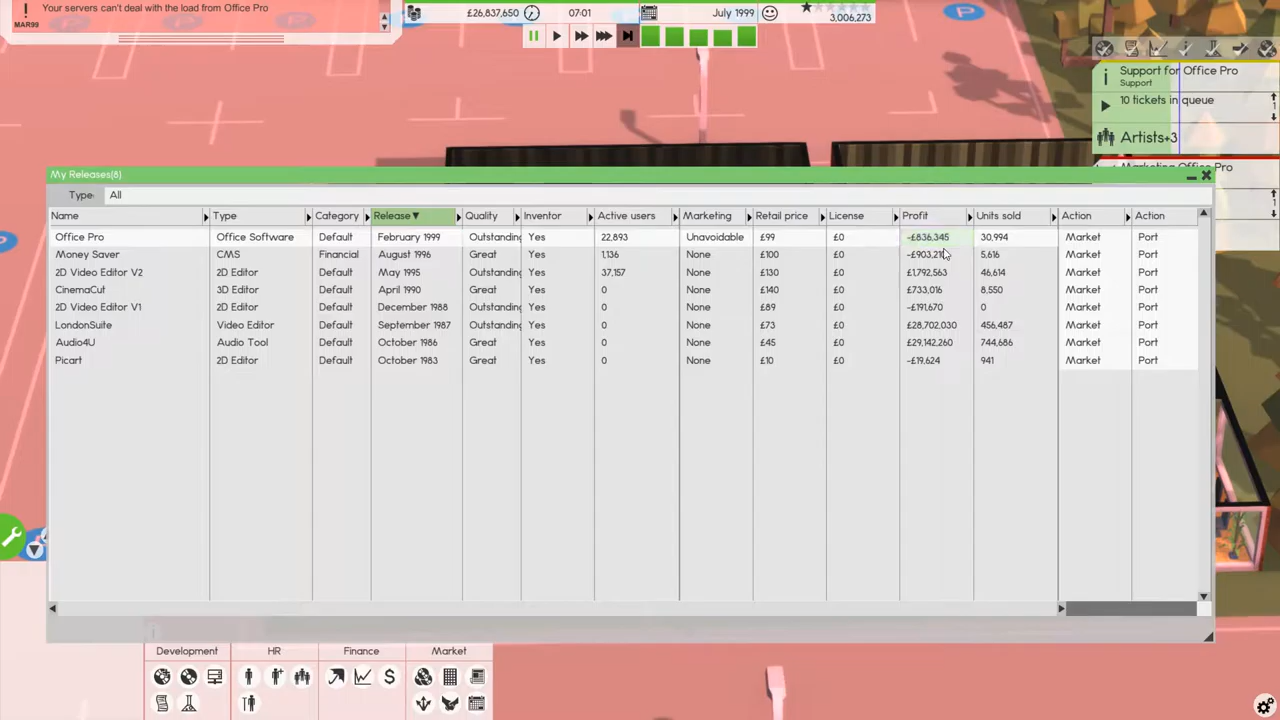 Your servers can't deal with the load from Office Pro
MAR99
£26,837,650 07-01 July 1999 3,006,273
Support for Office Pro
Support
10 tickets in queue
Artists+3
Marketing Office Pro
My Releases(8)
Type: All
Name Type Category Release▼ Quality Inventor Active users Marketing Retail price License Profit Units sold Action Action
Office Pro Office Software Default February 1999 Outstanding Yes 22,893 Unavoidable £99 £0 -£836,345 30,994 Market Port
Money Saver CMS Financial August 1996 Great Yes 1,136 None £100 £0 5,616 Market Port
2D Video Editor V2 2D Editor Default May 1995 Outstanding Yes 37,157 None £130 £0 £1,792,563 46,614 Market Port
CinemaCut 3D Editor Default April 1990 Great Yes 0 None £140 £0 £733,016 8,550 Market Port
2D Video Editor V1 2D Editor Default December 1988 Outstanding Yes 0 None £89 £0 -£191,670 0 Market Port
LondonSuite Video Editor Default September 1987 Outstanding Yes 0 None £73 £0 £28,702,030 456,487 Market Port
Audio4U Audio Tool Default October 1986 Great Yes 0 None £45 £0 £29,142,260 744,686 Market Port
Picart 2D Editor Default October 1983 Great Yes 0 None £10 £0 -£19,624 941 Market Port
Development HR Finance Market